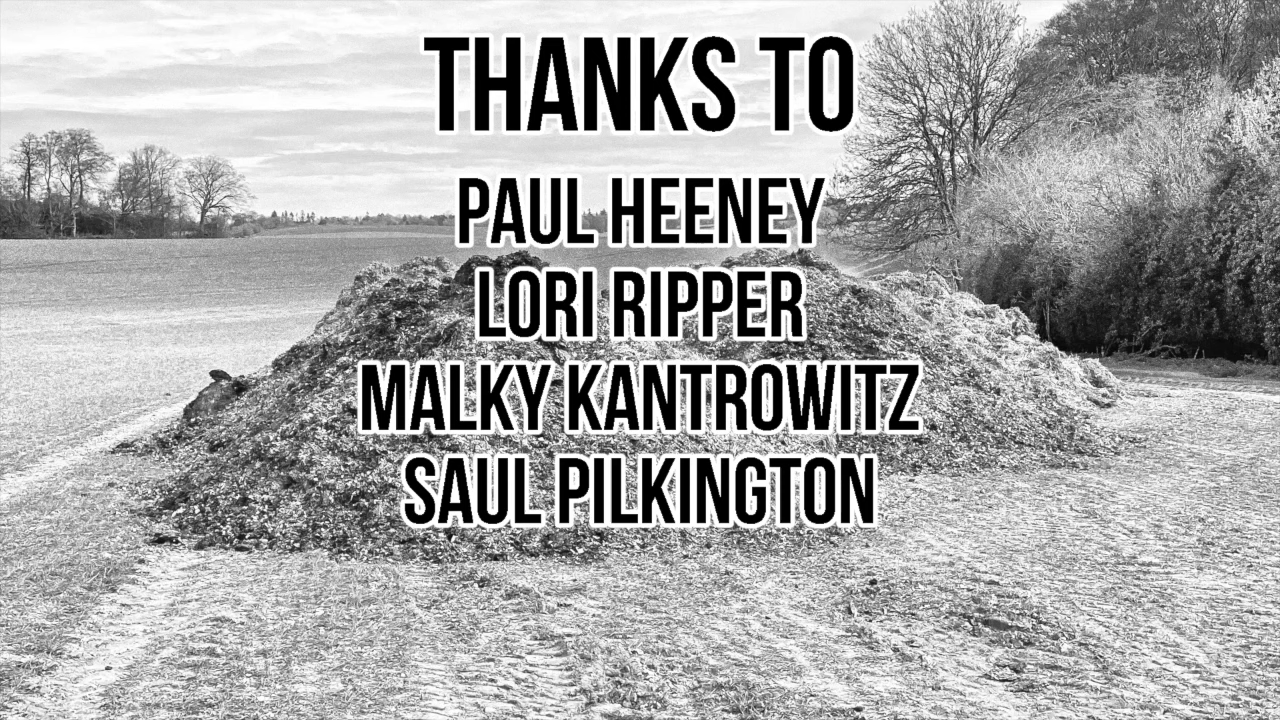 THANKS TO
PAUL HEENEY
LORI RIPPER
MALKY KANTROWITZ
SAUL PILKINGTON